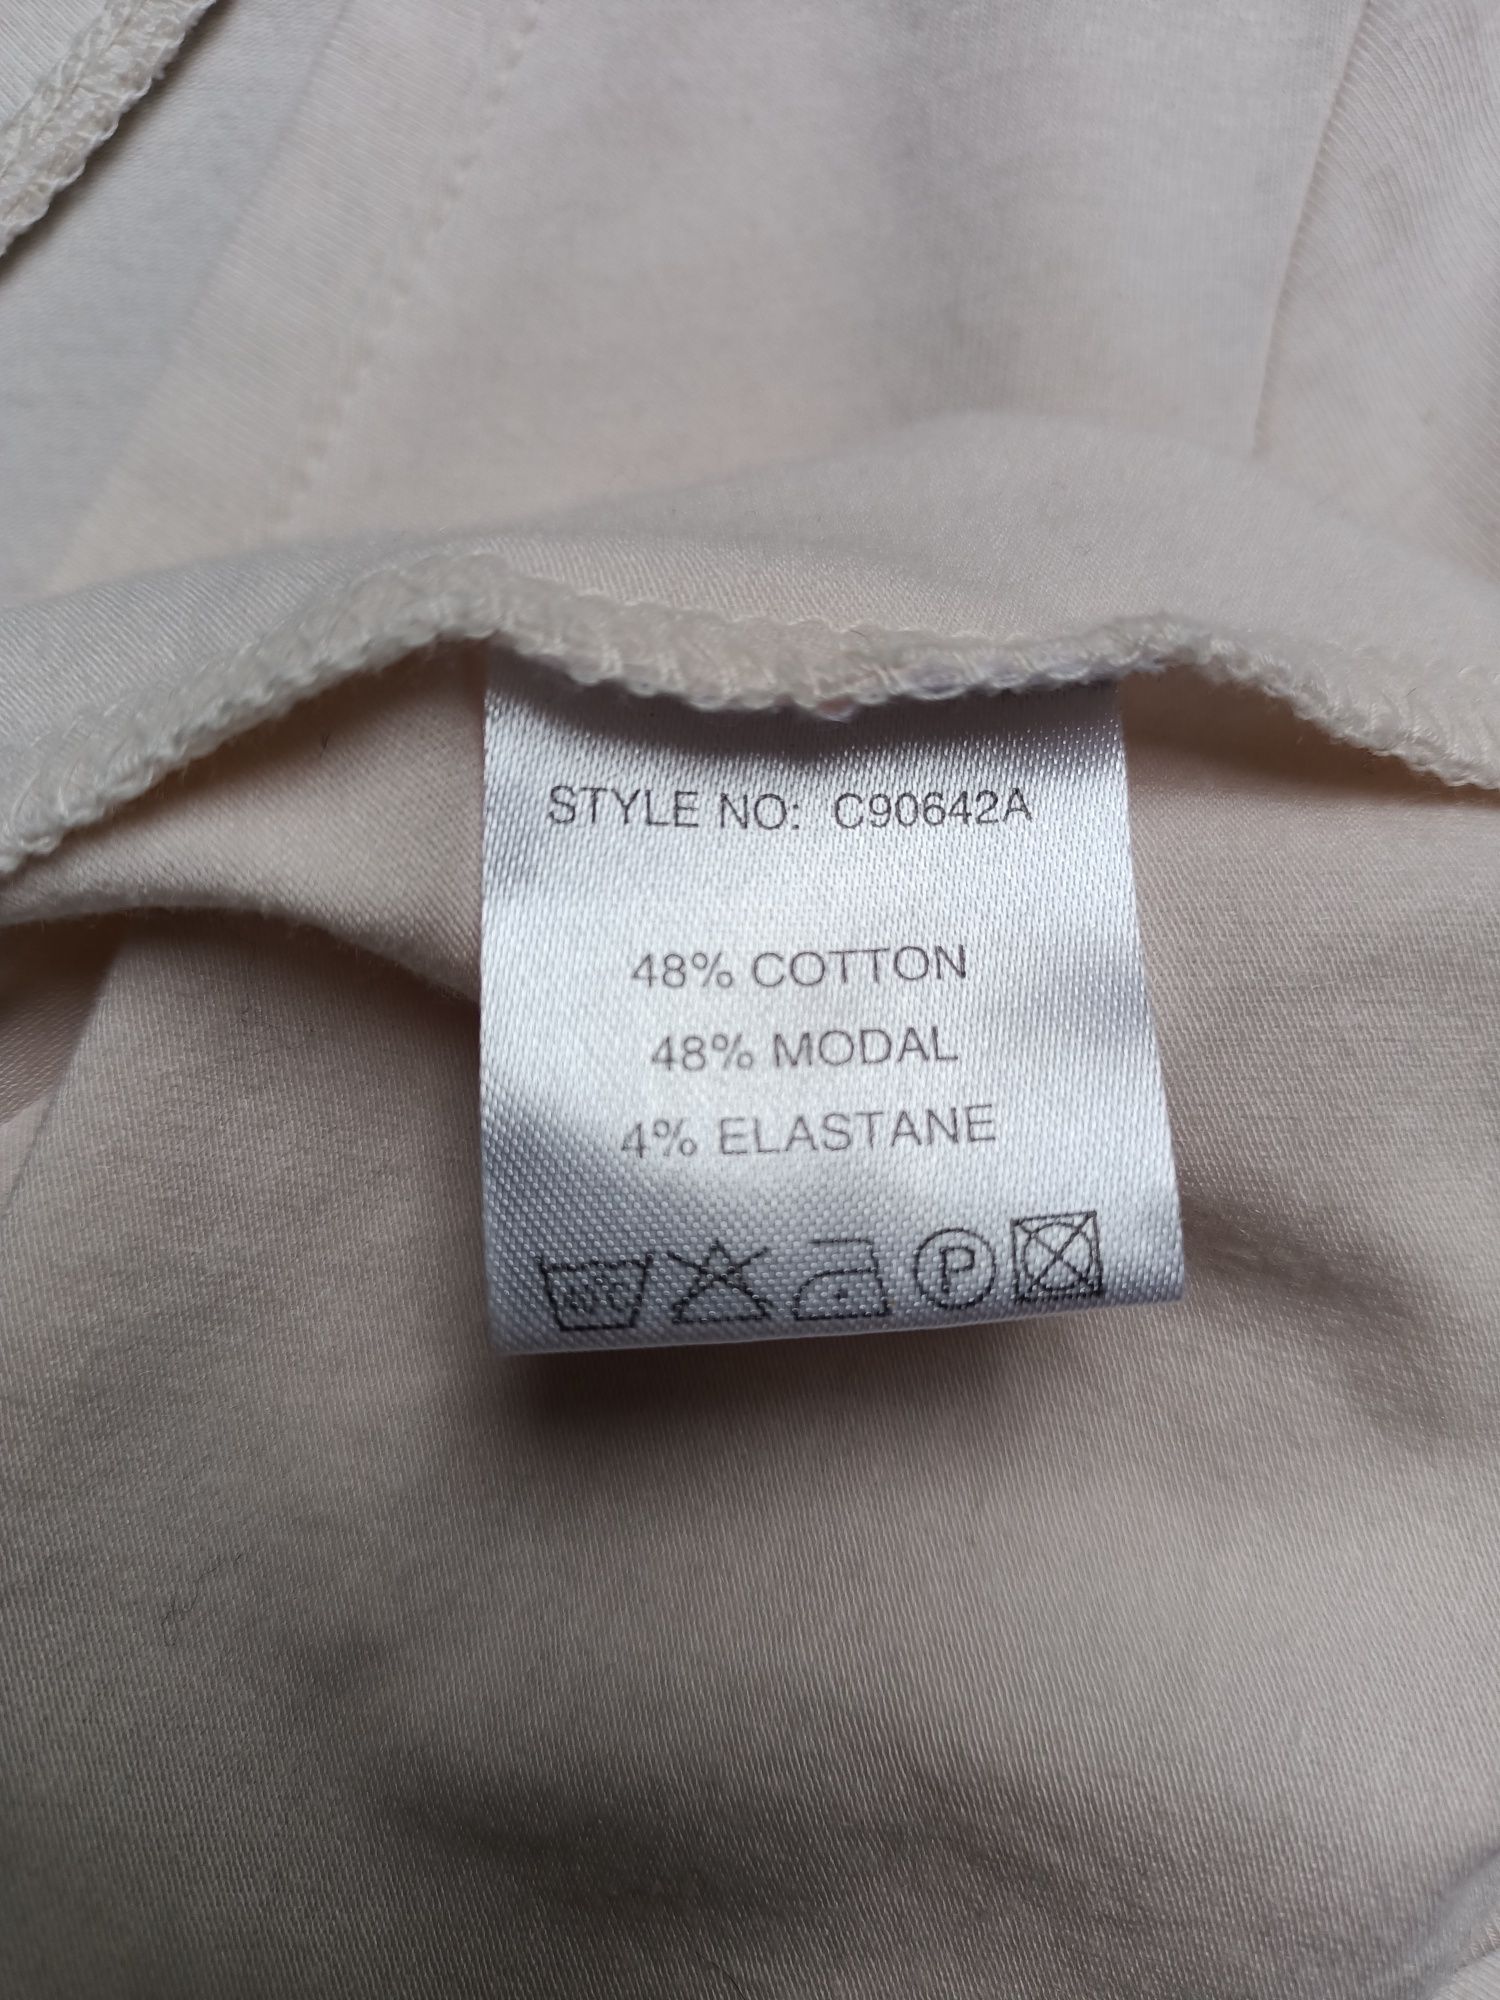 STYLE NO: C90642A
48% COTTON
48% MODAL
4% ELASTANE
P